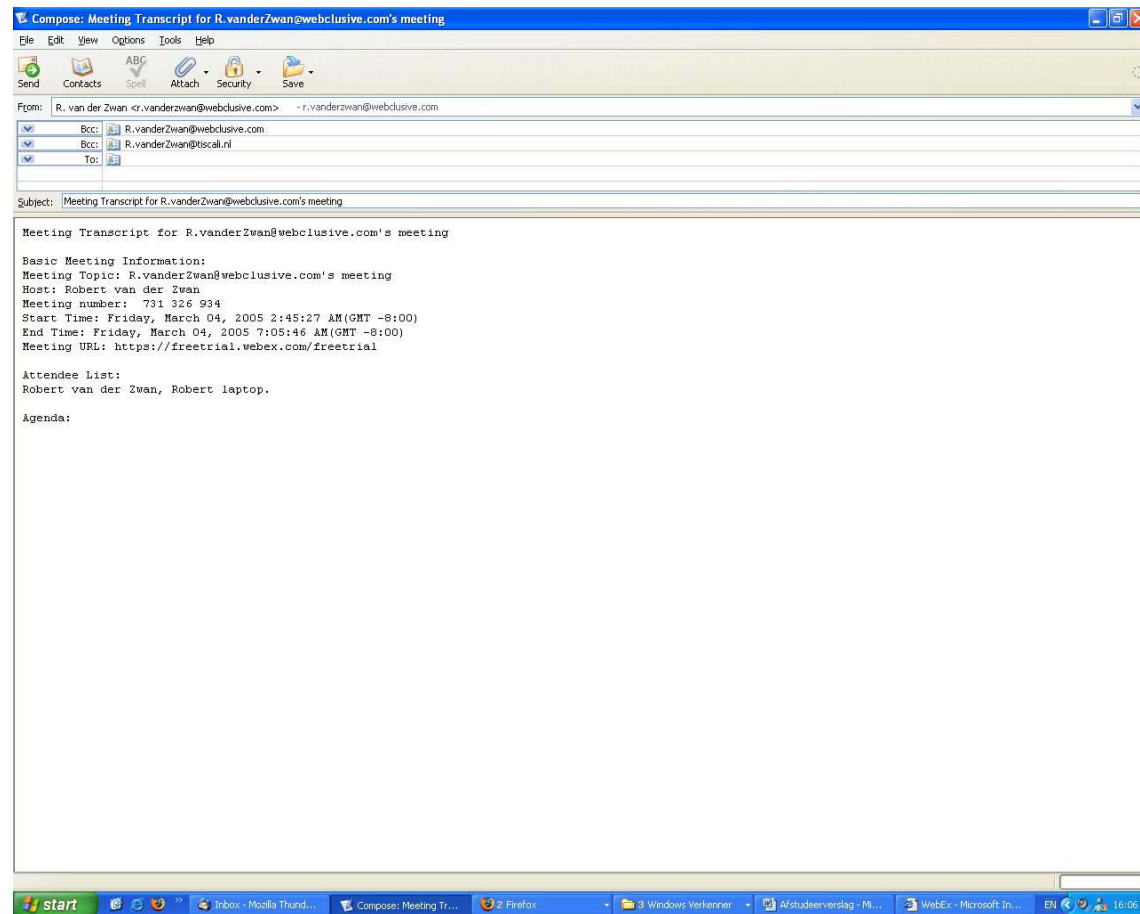 Compose: Meeting Transcript for R.vanderZwan@webclusive.com's meeting
File Edit View Options Tools Help
Send Contacts Spell Attach Security Save
From: R. van der Zwan <r.vanderzwan@webclusive.com> - r.vanderzwan@webclusive.com
Bcc: R.vanderZwan@webclusive.com
Bcc: R.vanderZwan@tiscali.nl
To:
Subject: Meeting Transcript for R.vanderZwan@webclusive.com's meeting
Meeting Transcript for R.vanderZwan@webclusive.com's meeting
Basic Meeting Information:
Meeting Topic: R.vanderZwan@webclusive.com's meeting
Host: Robert van der Zwan
Meeting number: 731 326 934
Start Time: Friday, March 04, 2005 2:45:27 AM(GMT -8:00)
End Time: Friday, March 04, 2005 7:05:46 AM(GMT -8:00)
Meeting URL: https://freetrial.webex.com/freetrial
Attendee List:
Robert van der Zwan, Robert laptop.
Agenda:
start Inbox - Mozilla Thund... Compose: Meeting Tr... 2 Firefox 3 Windows Verkenner Afstudeerverslag - Mi... WebEx - Microsoft In... EN 16:06